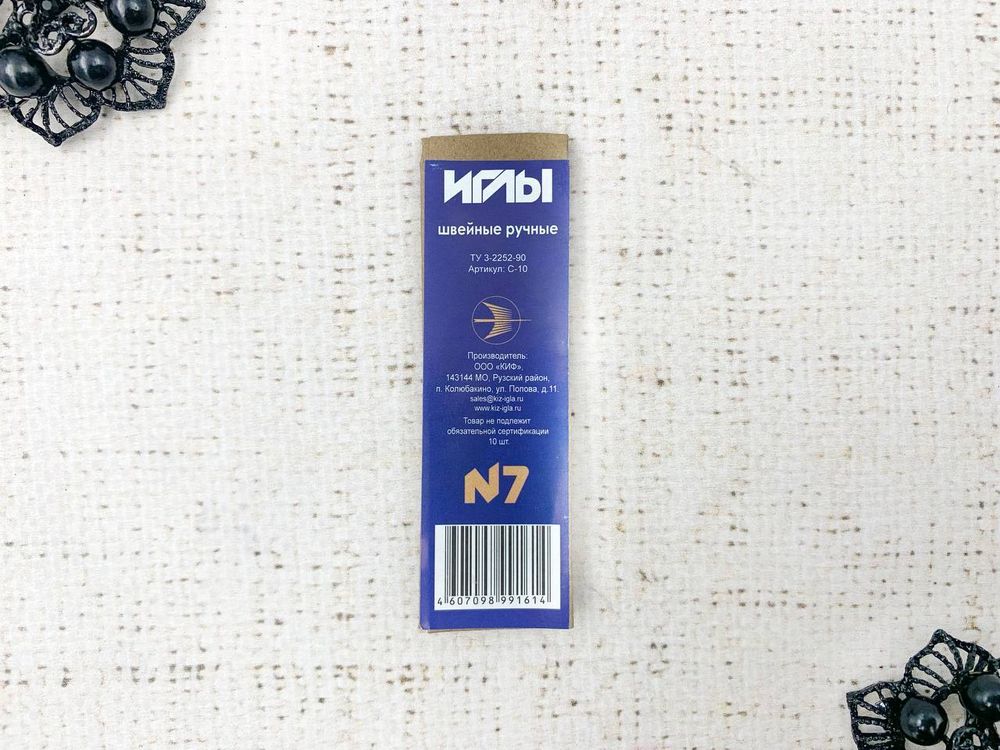 ИГЛЫ
швейные ручные
ТУ 3-2252-90
Артикул: С-10
Производитель:
ООО «КИФ»,
143144 МО, Рузский район,
п. Колюбакино, ул. Попова, д.11.
sales@kiz-igla.ru
www.kiz-igla.ru
Товар не подлежит
обязательной сертификации
10 шт.
N7
4 607098 991614